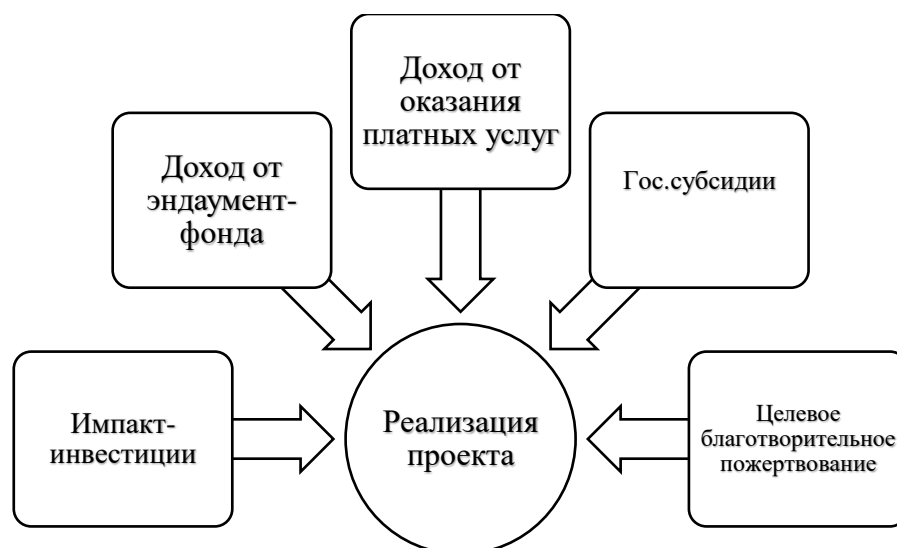 Доход от
оказания
платных услуг
Доход от
эндаумент-
фонда
Гос.субсидии
Импакт-
инвестиции
Реализация
проекта
Целевое
благотворительное
пожертвование